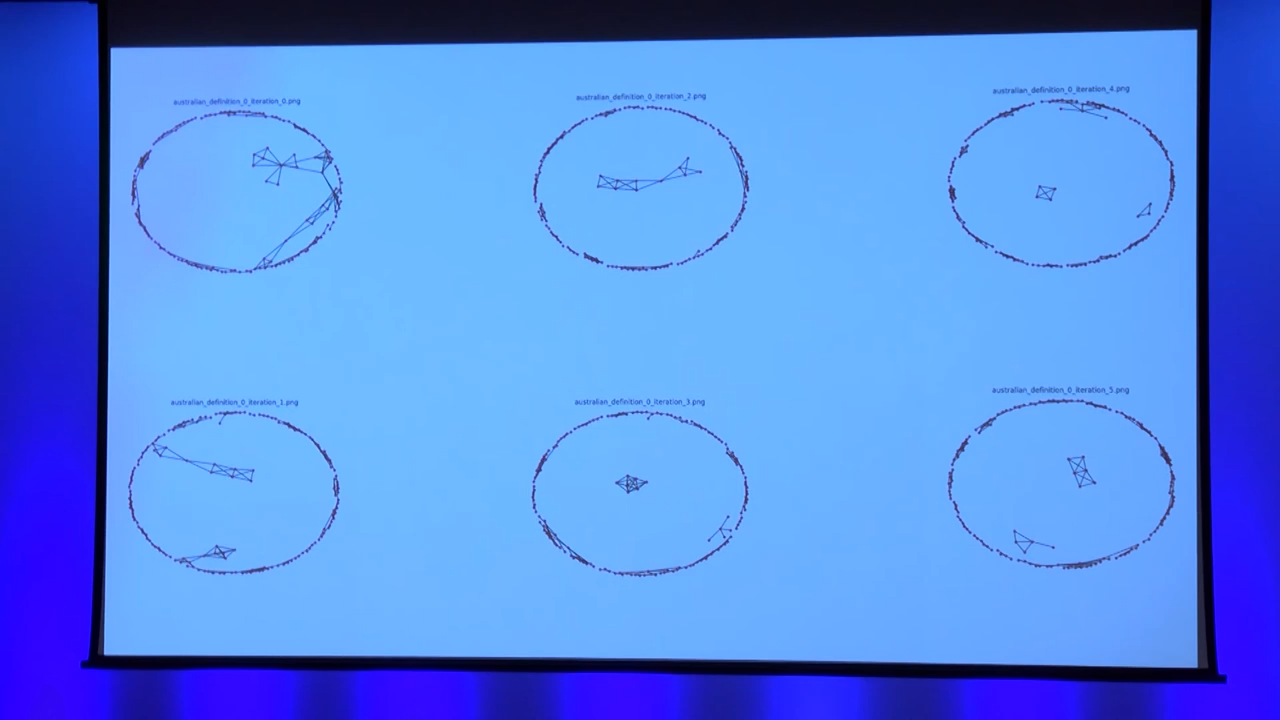 australian_definition_0_iteration_0.png
australian_definition_0_iteration_2.png
australian_definition_0_iteration_4.png
australian_definition_0_iteration_1.png
australian_definition_0_iteration_3.png
australian_definition_0_iteration_5.png